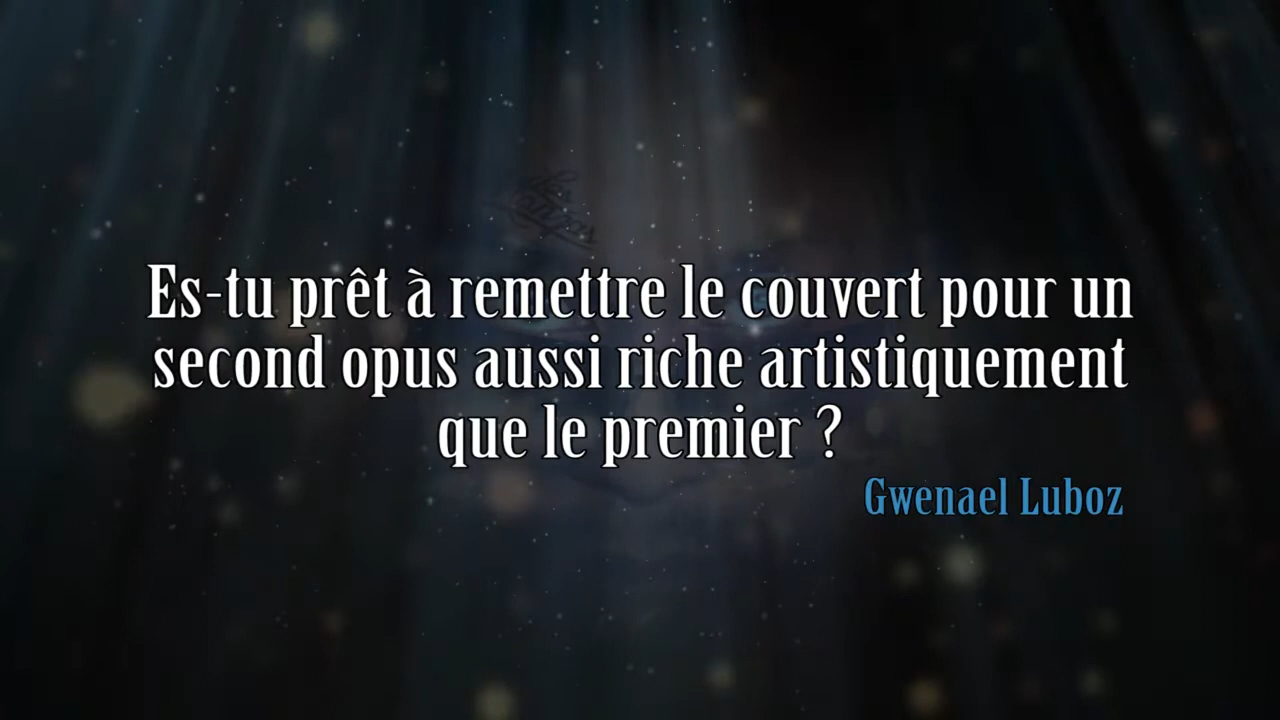 Es-tu prêt à remettre le couvert pour un
second opus aussi riche artistiquement
que le premier ?
Gwenael Luboz